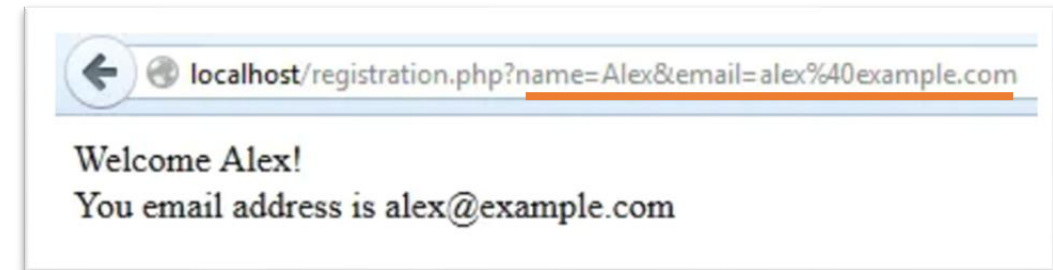 localhost/registration.php?name=Alex&email=alex%40example.com
Welcome Alex!
You email address is alex@example.com